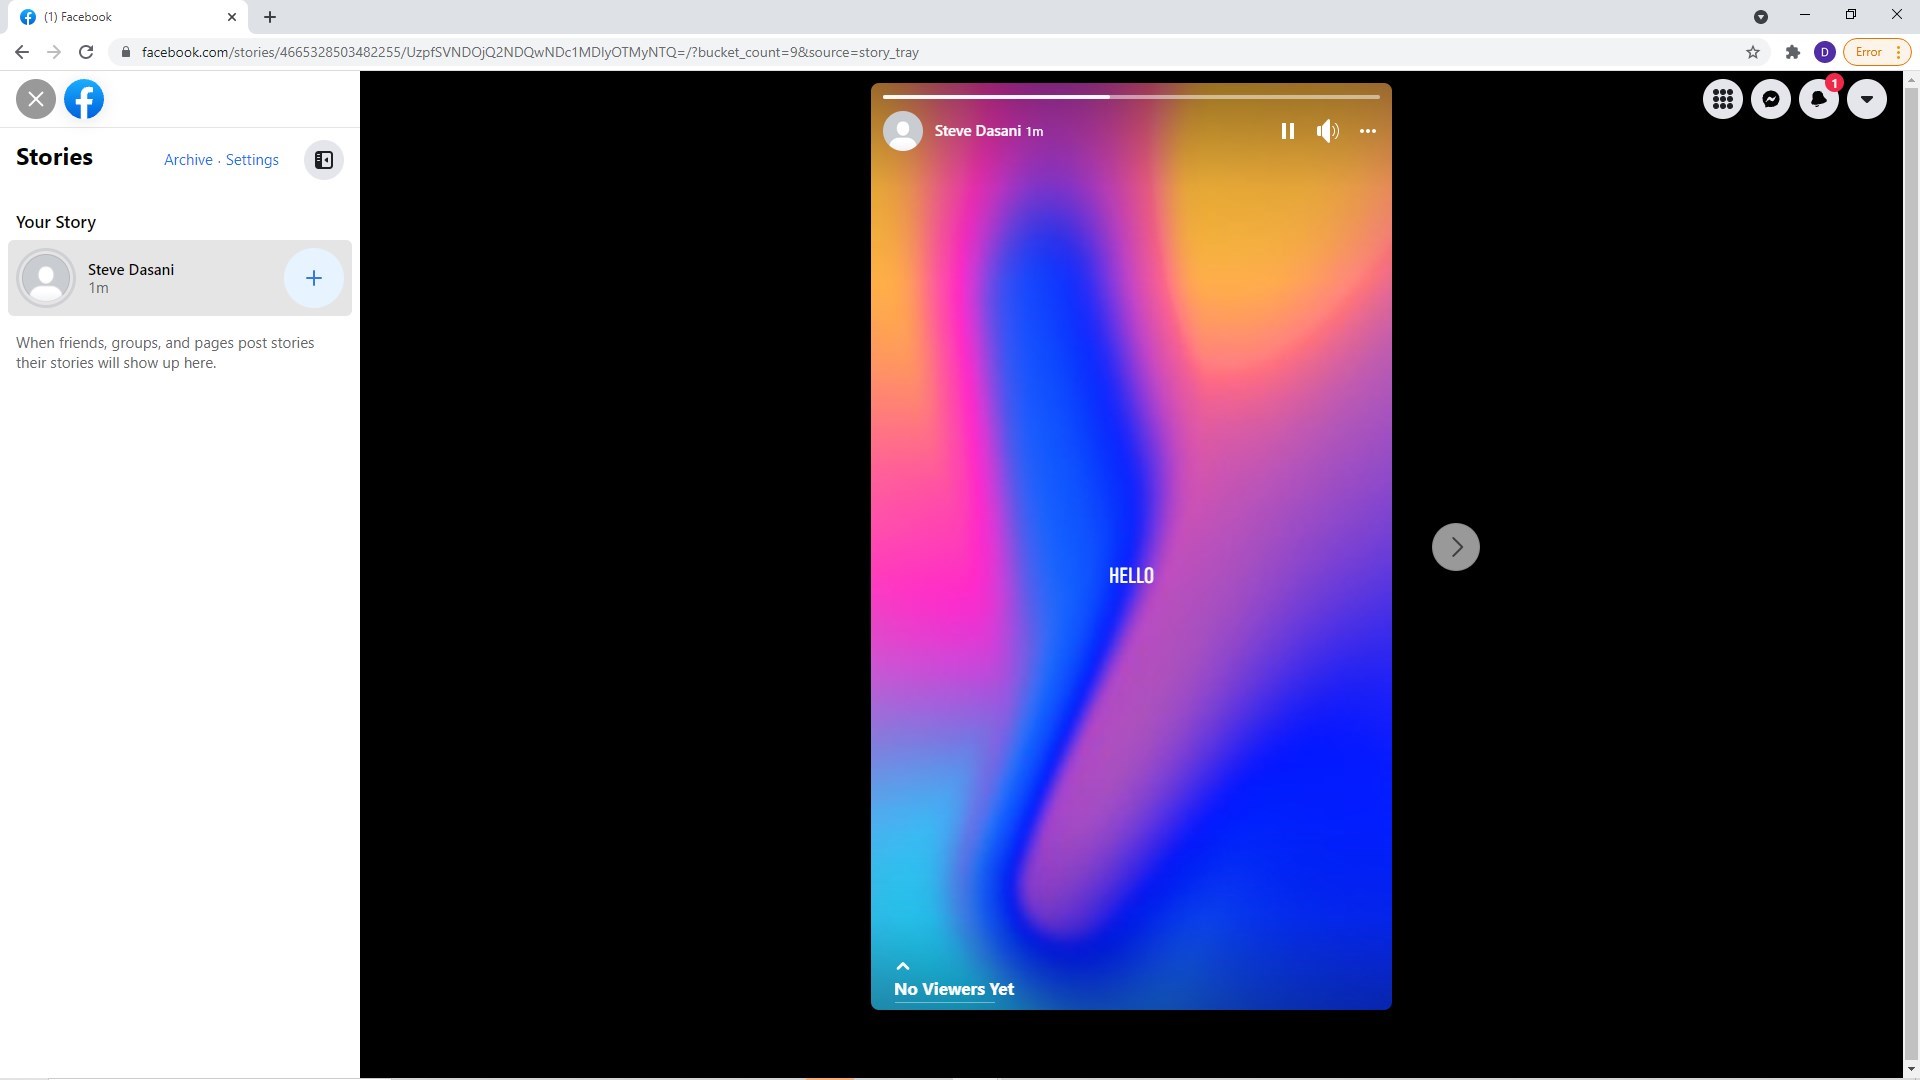 (1) Facebook
facebook.com/stories/4665328503482255/UzpfSVNDOjQ2NDQwNDc1MDIyOTMyNTQ=/?bucket_count=9&source=story_tray
D
Error
1
Stories
Archive · Settings
Your Story
Steve Dasani
1m
When friends, groups, and pages post stories
their stories will show up here.
Steve Dasani 1m
HELLO
No Viewers Yet